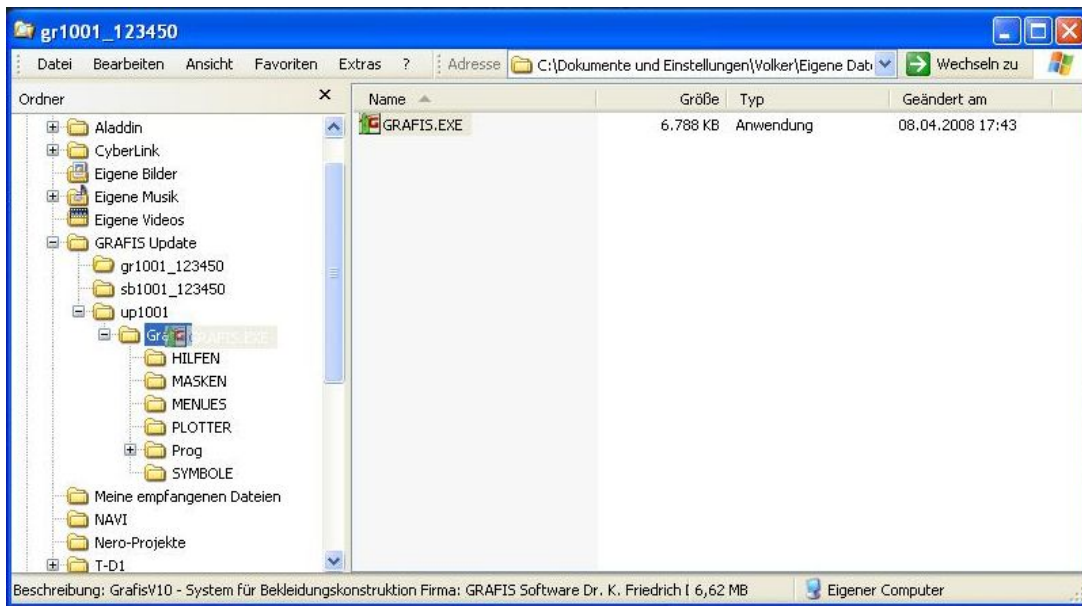 gr1001_123450
Datei Bearbeiten Ansicht Favoriten Extras ? Adresse C:\Dokumente und Einstellungen\Volker\Eigene Dat Wechseln zu
Ordner
Name Größe Typ Geändert am
GRAFIS.EXE 6.788 KB Anwendung 08.04.2008 17:43
Aladdin
CyberLink
Eigene Bilder
Eigene Musik
Eigene Videos
GRAFIS Update
gr1001_123450
sb1001_123450
up1001
GRAFIS.EXE
HILFEN
MASKEN
MENUES
PLOTTER
Prog
SYMBOLE
Meine empfangenen Dateien
NAVI
Nero-Projekte
T-D1
Beschreibung: GrafisV10 - System für Bekleidungskonstruktion Firma: GRAFIS Software Dr. K. Friedrich [ 6,62 MB Eigener Computer